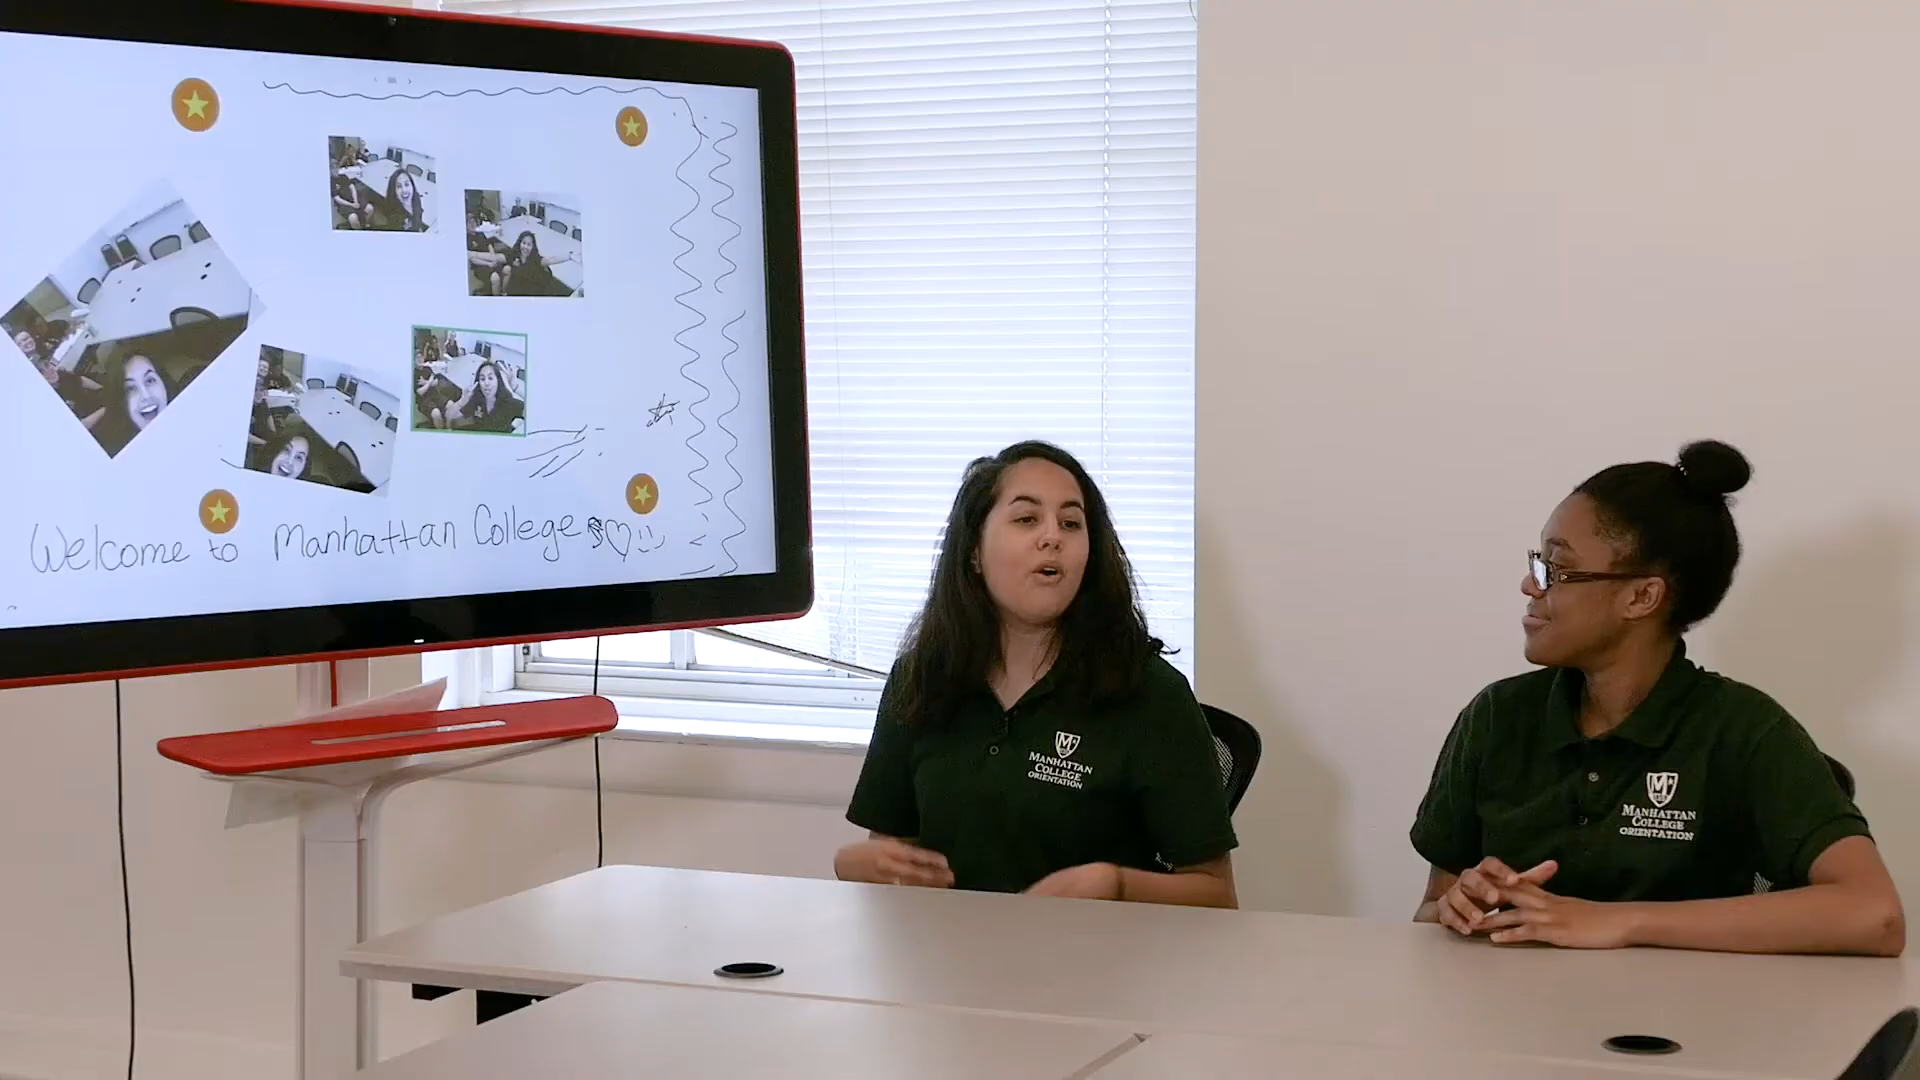 Welcome to Manhattan College
M
MANHATTAN
COLLEGE
ORIENTATION
M
MANHATTAN
COLLEGE
ORIENTATION